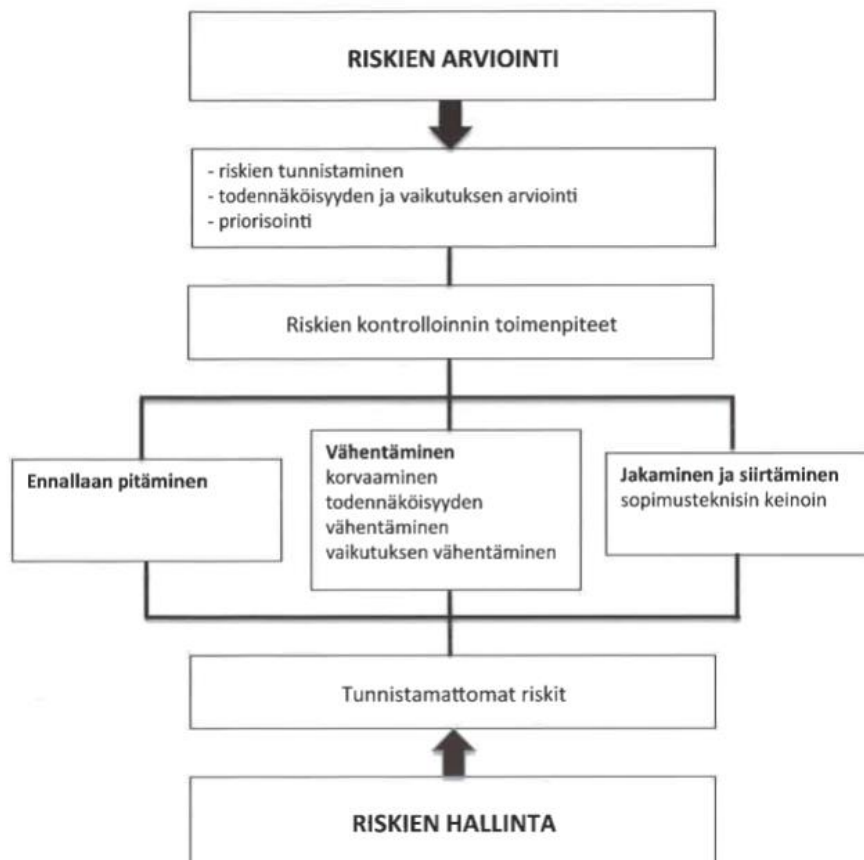 RISKIEN ARVIOINTI
- riskien tunnistaminen
- todennäköisyyden ja vaikutuksen arviointi
- priorisointi
Riskien kontrolloinnin toimenpiteet
Ennallaan pitäminen
Vähentäminen
korvaaminen
todennäköisyyden
vähentäminen
vaikutuksen vähentäminen
Jakaminen ja siirtäminen
sopimusteknisin keinoin
Tunnistamattomat riskit
RISKIEN HALLINTA